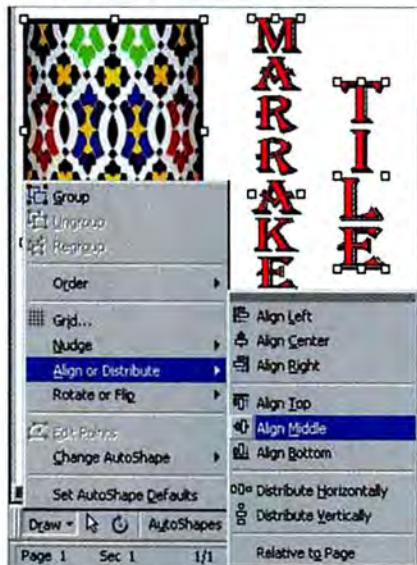 MARRAKE
TILE
Group
Ungroup
Regroup
Order
Grid...
Nudge
Align or Distribute
Rotate or Flip
Edit Points
Change AutoShape
Set AutoShape Defaults
Draw
AutoShapes
Page 1 Sec 1 1/1
Align Left
Align Center
Align Right
Align Top
Align Middle
Align Bottom
Distribute Horizontally
Distribute Vertically
Relative to Page